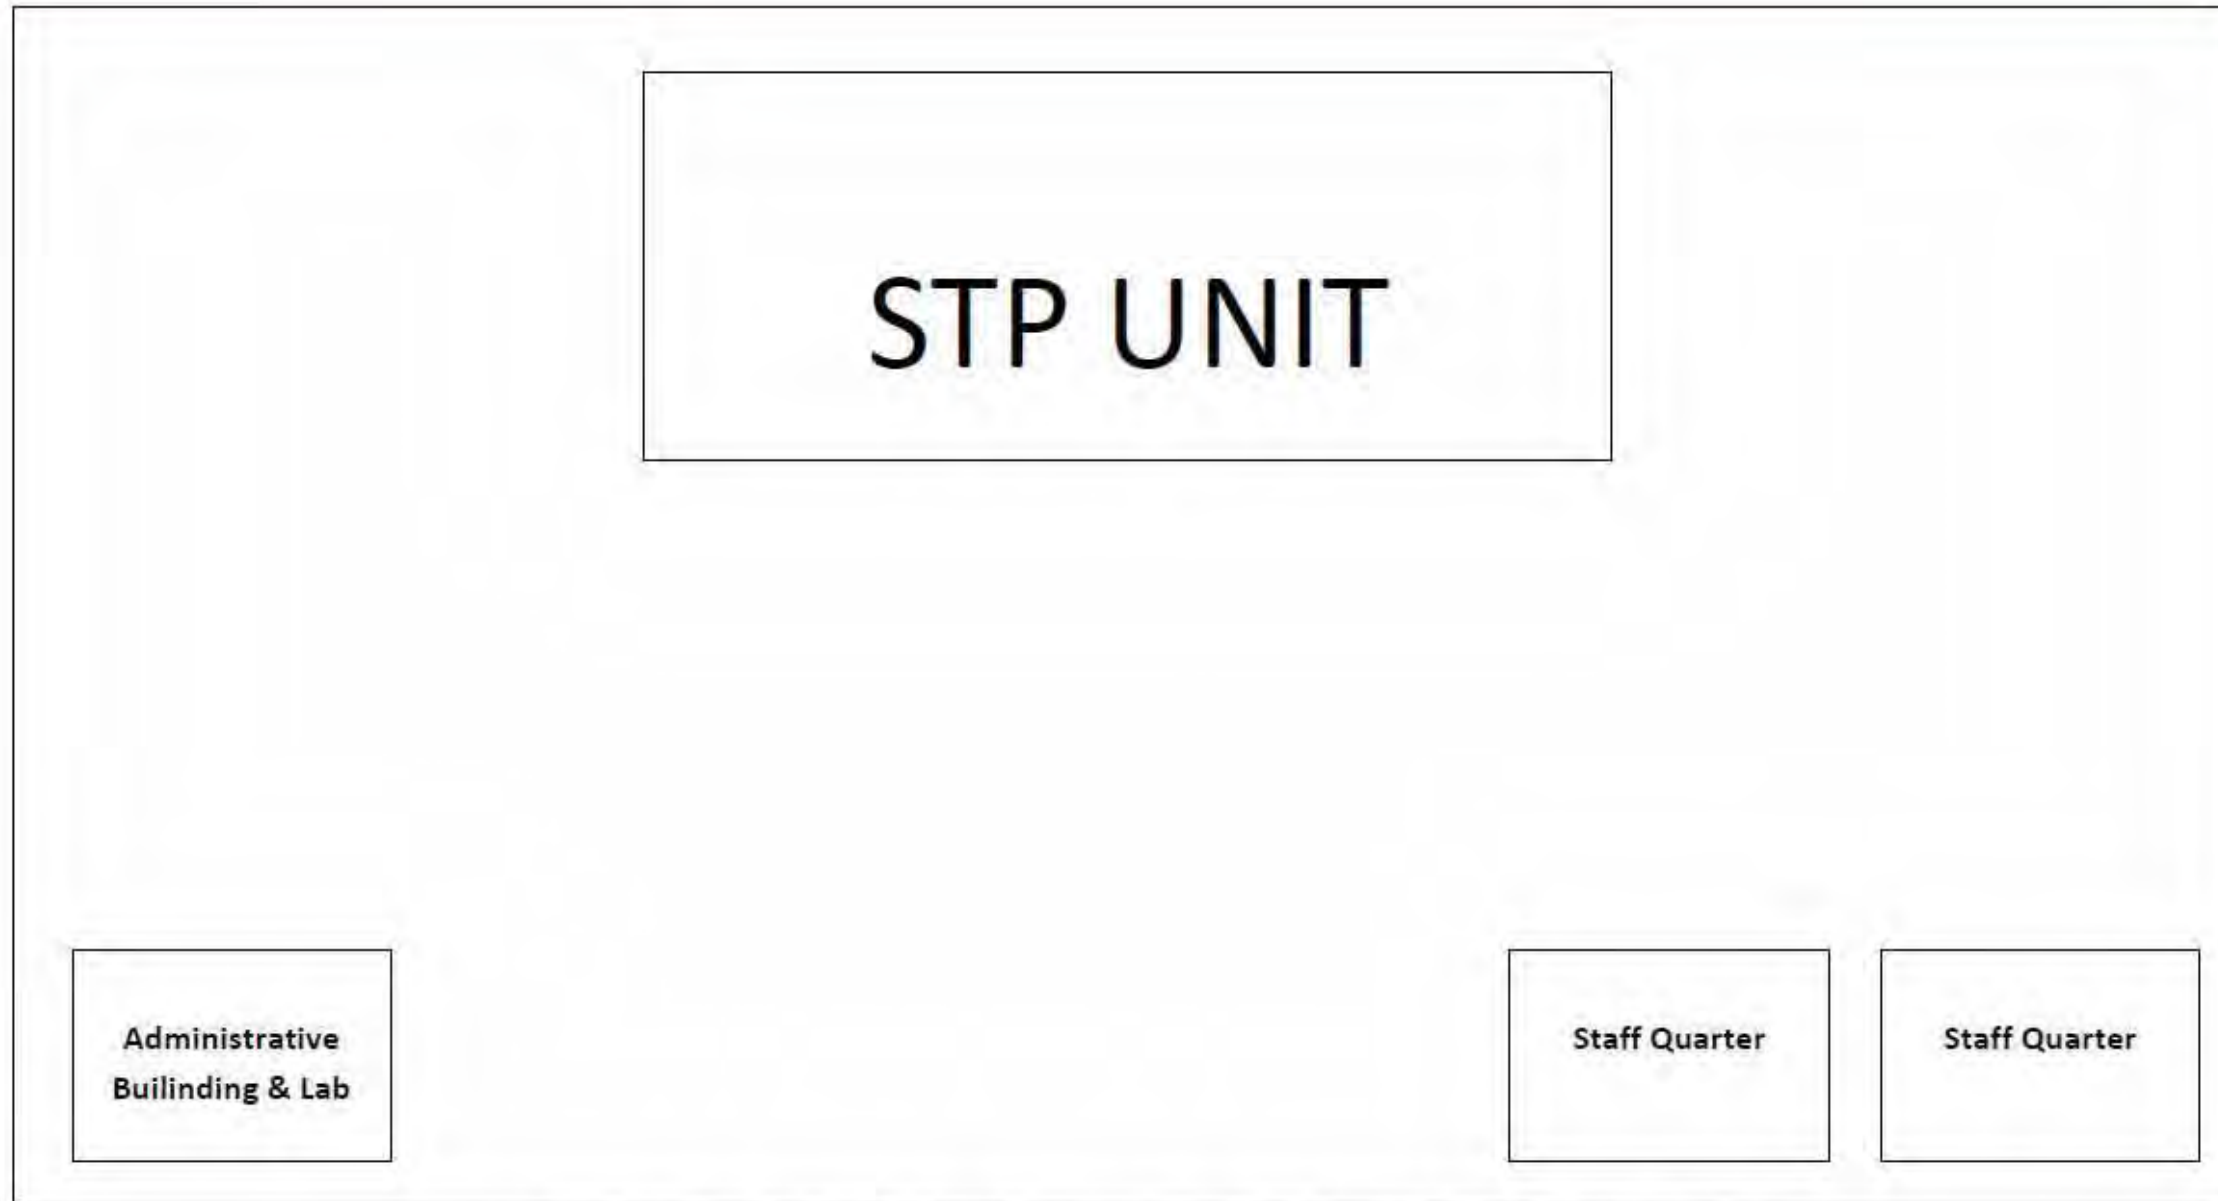 STP UNIT
Administrative
Builinding & Lab
Staff Quarter
Staff Quarter